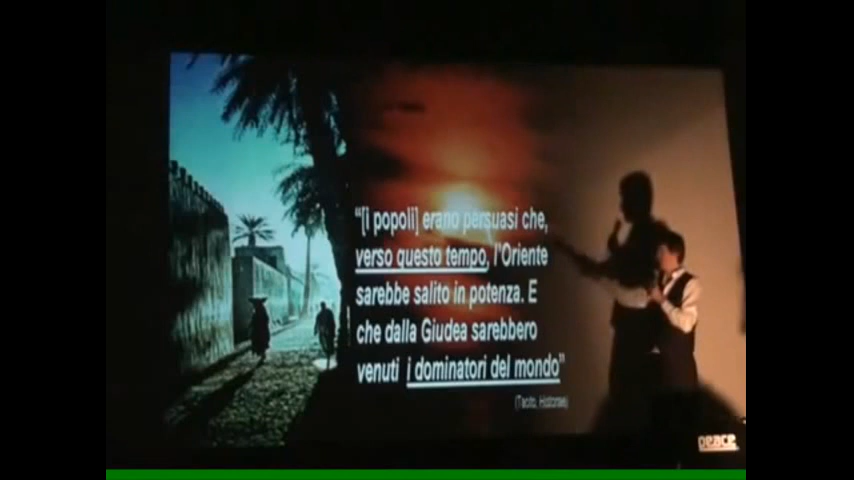 "[i popoli] erano persuasi che,
verso questo tempo, l'Oriente
sarebbe salito in potenza. E
che dalla Giudea sarebbero
venuti i dominatori del mondo"
(Tacito, Historiae)
peace